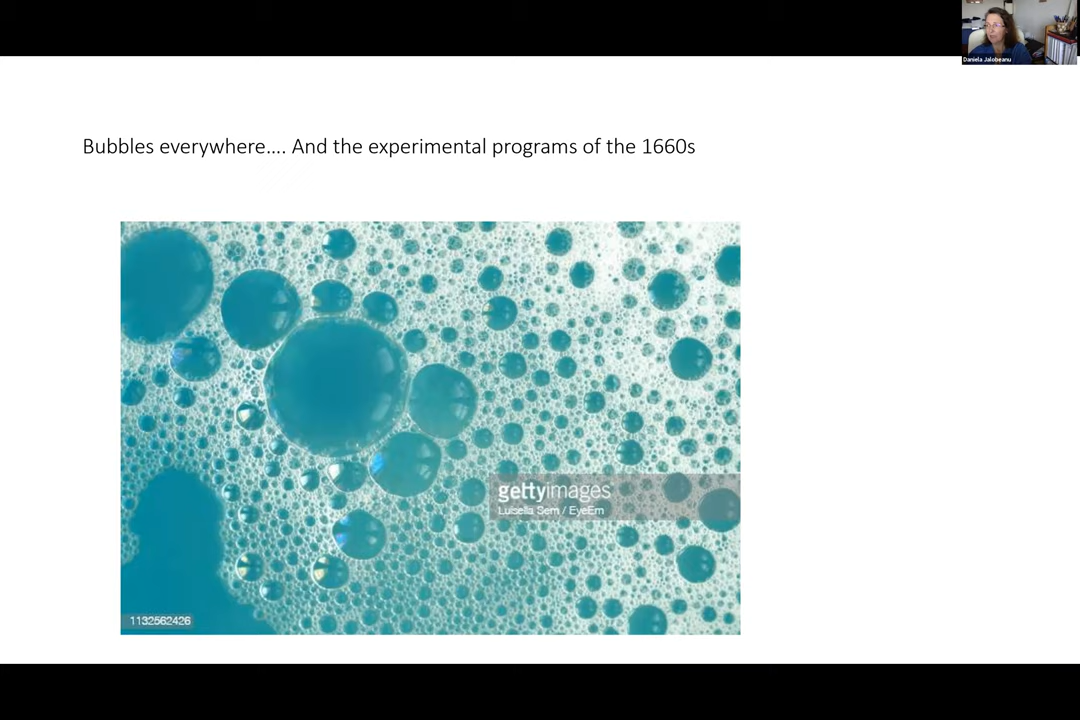 Daniela Jalobeanu
Bubbles everywhere.... And the experimental programs of the 1660s
gettyimages
Luisella Sem / EyeEm
1132562426